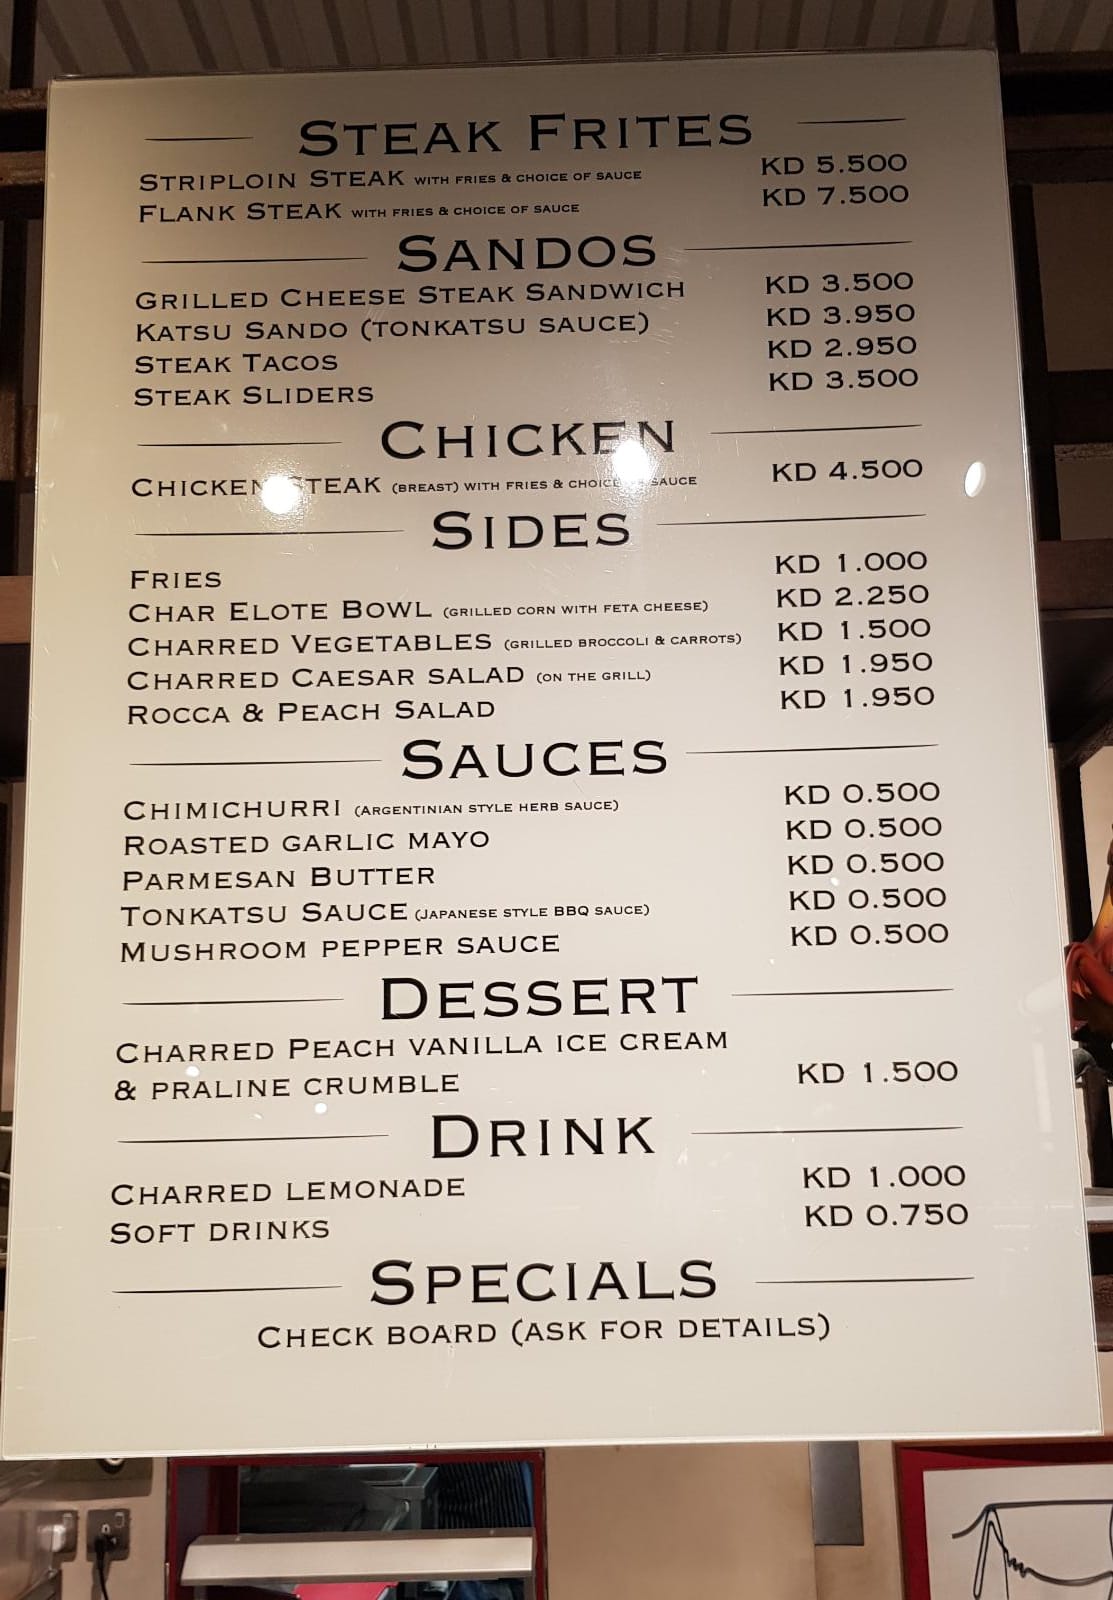 STEAK FRITES
STRIPLOIN STEAK WITH FRIES & CHOICE OF SAUCE KD 5.500
FLANK STEAK WITH FRIES & CHOICE OF SAUCE KD 7.500
SANDOS
GRILLED CHEESE STEAK SANDWICH KD 3.500
KATSU SANDO (TONKATSU SAUCE) KD 3.950
STEAK TACOS KD 2.950
STEAK SLIDERS KD 3.500
CHICKEN
CHICKEN STEAK (BREAST) WITH FRIES & CHOICE OF SAUCE KD 4.500
SIDES
FRIES KD 1.000
CHAR ELOTE BOWL (GRILLED CORN WITH FETA CHEESE) KD 2.250
CHARRED VEGETABLES (GRILLED BROCCOLI & CARROTS) KD 1.500
CHARRED CAESAR SALAD (ON THE GRILL) KD 1.950
ROCCA & PEACH SALAD KD 1.950
SAUCES
CHIMICHURRI (ARGENTINIAN STYLE HERB SAUCE) KD 0.500
ROASTED GARLIC MAYO KD 0.500
PARMESAN BUTTER KD 0.500
TONKATSU SAUCE (JAPANESE STYLE BBQ SAUCE) KD 0.500
MUSHROOM PEPPER SAUCE KD 0.500
DESSERT
CHARRED PEACH VANILLA ICE CREAM
& PRALINE CRUMBLE KD 1.500
DRINK
CHARRED LEMONADE KD 1.000
SOFT DRINKS KD 0.750
SPECIALS
CHECK BOARD (ASK FOR DETAILS)